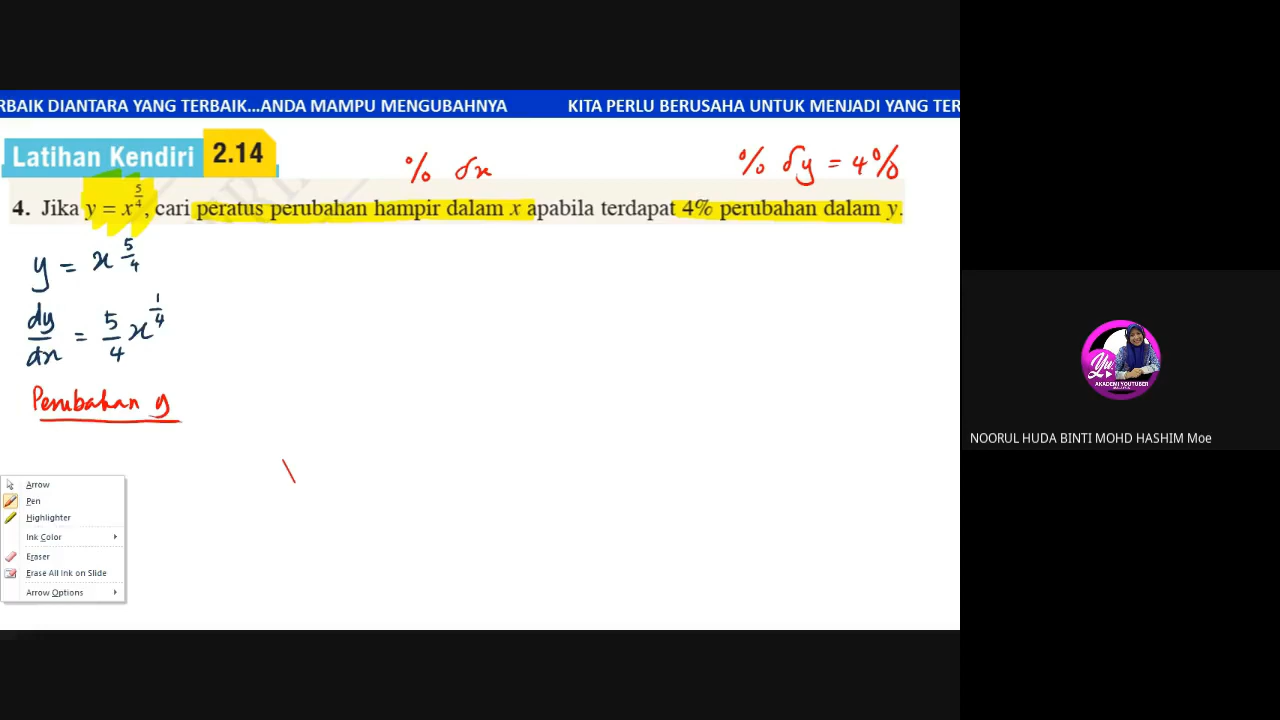 RBAIK DIANTARA YANG TERBAIK...ANDA MAMPU MENGUBAHNYA KITA PERLU BERUSAHA UNTUK MENJADI YANG TER
Latihan Kendiri 2.14
% δx % δy = 4%
4. Jika y = x^(5/4), cari peratus perubahan hampir dalam x apabila terdapat 4% perubahan dalam y.
y = x^(5/4)
dy/dx = 5/4 x^(1/4)
Perubahan y
Arrow
Pen
Highlighter
Ink Color
Eraser
Erase All Ink on Slide
Arrow Options
Yu
AKADEMI YOUTUBER
NOORUL HUDA BINTI MOHD HASHIM Moe